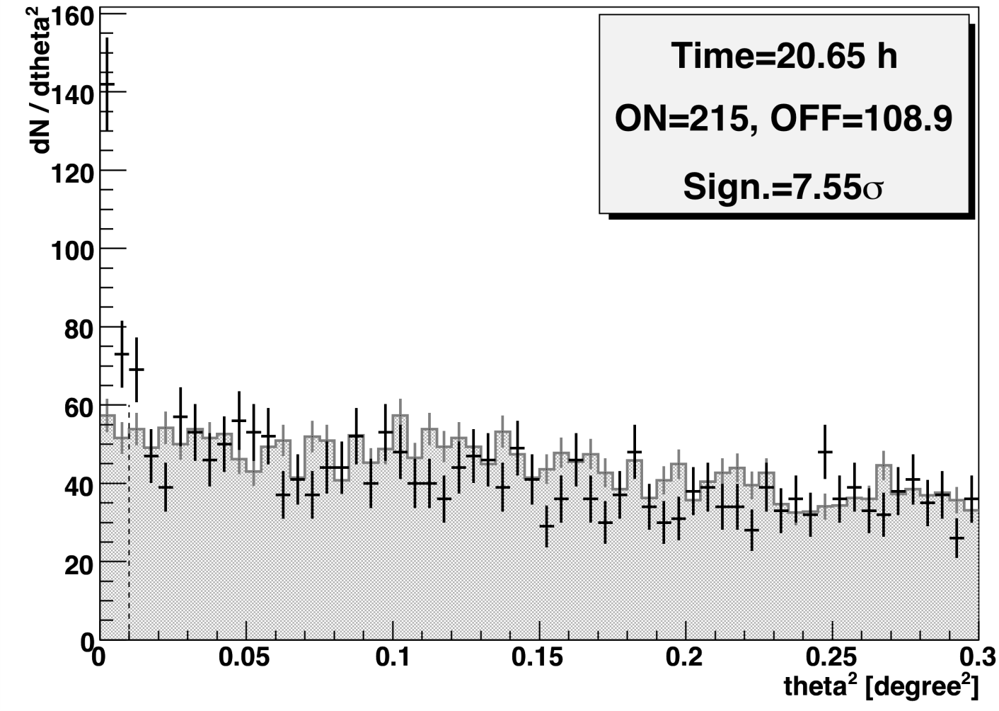 dN / dtheta²
160
140
120
100
80
60
40
20
0
Time=20.65 h
ON=215, OFF=108.9
Sign.=7.55σ
0 0.05 0.1 0.15 0.2 0.25 0.3
theta² [degree²]